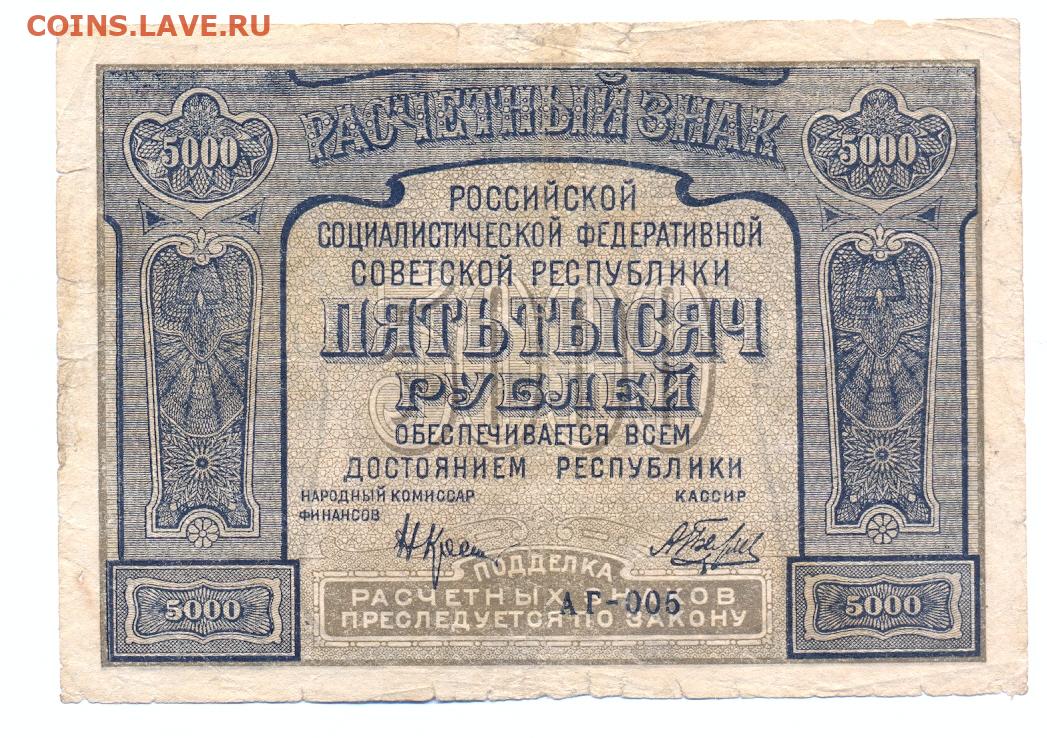 COINS.LAVE.RU
РАСЧЕТНЫЙ ЗНАК
5000
5000
РОССИЙСКОЙ
СОЦИАЛИСТИЧЕСКОЙ ФЕДЕРАТИВНОЙ
СОВЕТСКОЙ РЕСПУБЛИКИ
5000
ПЯТЬ ТЫСЯЧ
РУБЛЕЙ
ОБЕСПЕЧИВАЕТСЯ ВСЕМ
ДОСТОЯНИЕМ РЕСПУБЛИКИ
НАРОДНЫЙ КОМИССАР
ФИНАНСОВ
КАССИР
ПОДДЕЛКА
РАСЧЕТНЫХ ЗНАКОВ
ПРЕСЛЕДУЕТСЯ ПО ЗАКОНУ
АГ-005
5000
5000